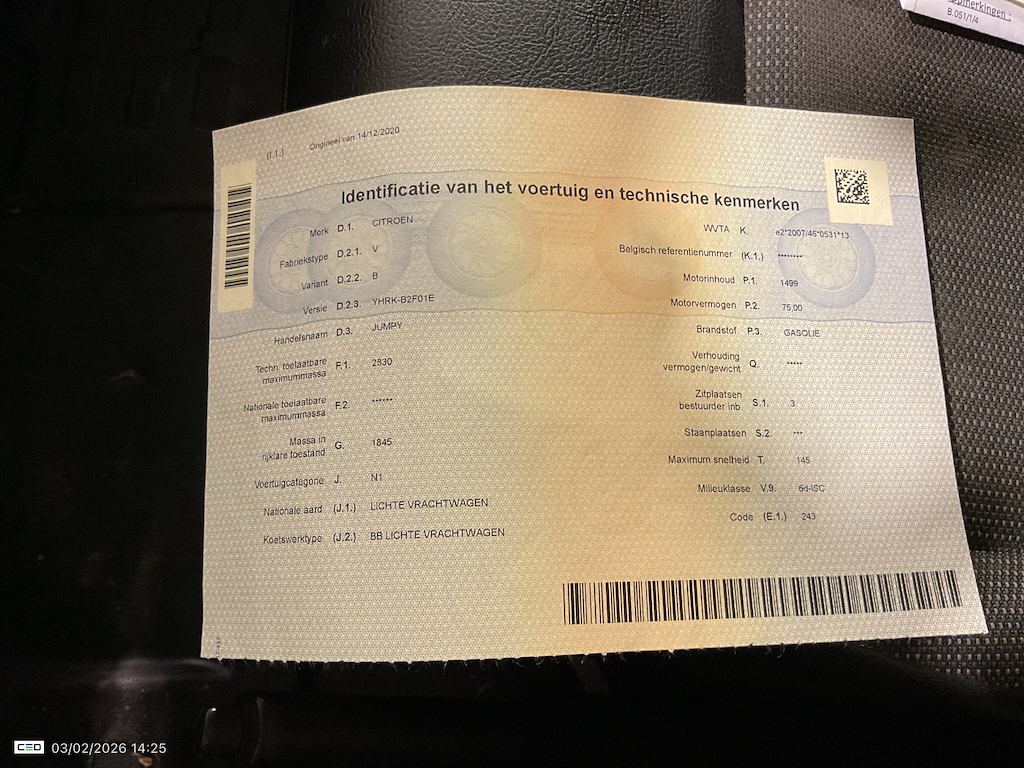 Opmerkingen :
B.051/1/4
(I.1.) Origineel van 14/12/2020
Identificatie van het voertuig en technische kenmerken
Merk D.1. CITROEN
Fabriekstype D.2.1. V
Variant D.2.2. B
Versie D.2.3. YHRK-B2F01E
Handelsnaam D.3. JUMPY
Techn. toelaatbare
maximummassa F.1. 2830
Nationale toelaatbare
maximummassa F.2. ••••••
Massa in
rijklare toestand G. 1845
Voertuigcategorie J. N1
Nationale aard (J.1.) LICHTE VRACHTWAGEN
Koetswerktype (J.2.) BB LICHTE VRACHTWAGEN
WVTA K. e2*2007/46*0531*13
Belgisch referentienummer (K.1.) ••••••••
Motorinhoud P.1. 1499
Motorvermogen P.2. 75,00
Brandstof P.3. GASOLIE
Verhouding
vermogen/gewicht Q. •••••
Zitplaatsen
bestuurder inb. S.1. 3
Staanplaatsen S.2. •••
Maximum snelheid T. 145
Milieuklasse V.9. 6d-ISC
Code (E.1.) 243
CEO 03/02/2026 14:25